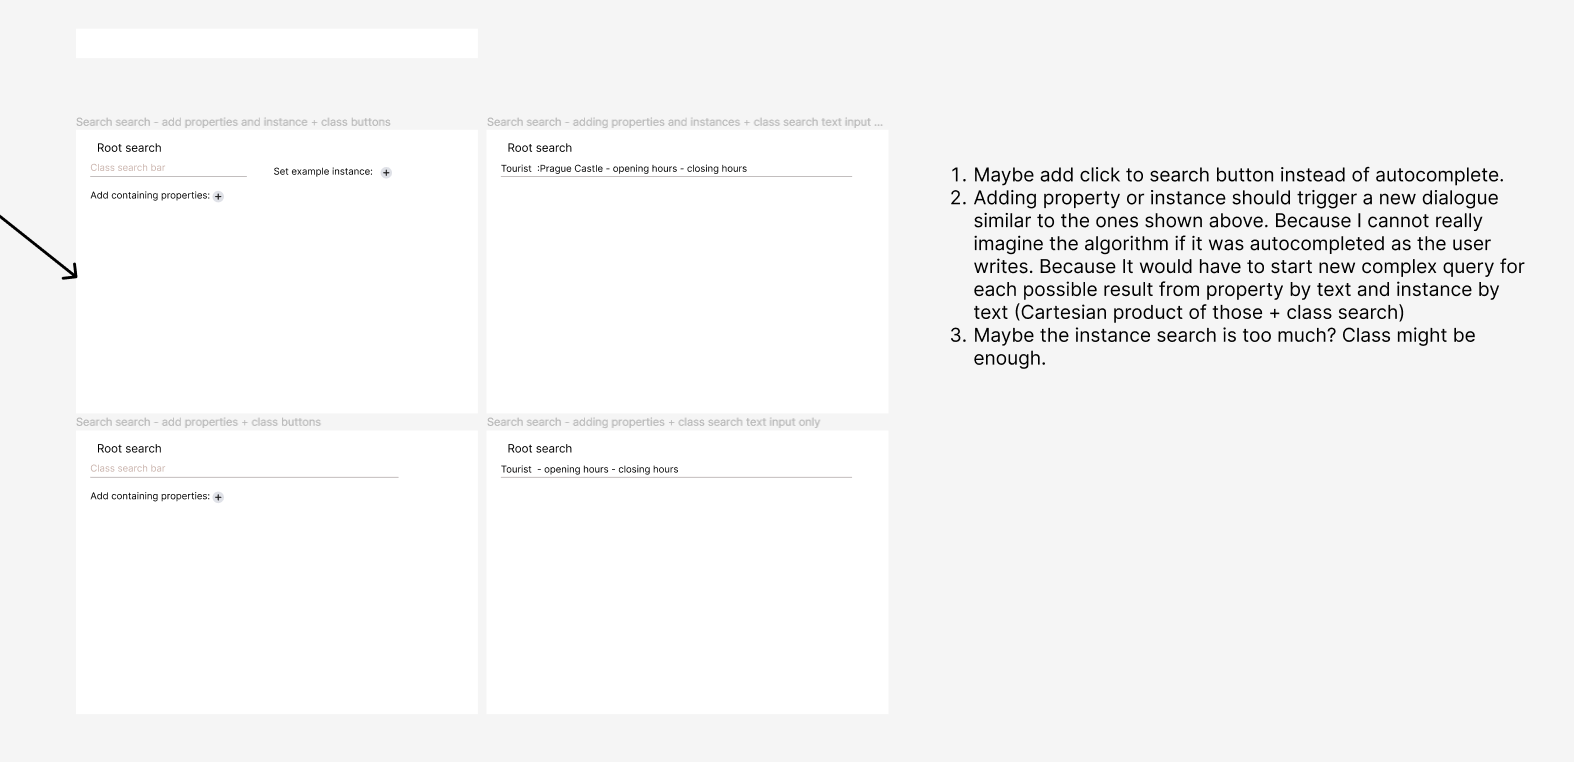 Search search - add properties and instance + class buttons
Root search
Class search bar
Set example instance: +
Add containing properties: +
Search search - adding properties and instances + class search text input ...
Root search
Tourist :Prague Castle - opening hours - closing hours
Search search - add properties + class buttons
Root search
Class search bar
Add containing properties: +
Search search - adding properties + class search text input only
Root search
Tourist - opening hours - closing hours
1. Maybe add click to search button instead of autocomplete.
2. Adding property or instance should trigger a new dialogue
similar to the ones shown above. Because I cannot really
imagine the algorithm if it was autocompleted as the user
writes. Because It would have to start new complex query for
each possible result from property by text and instance by
text (Cartesian product of those + class search)
3. Maybe the instance search is too much? Class might be
enough.